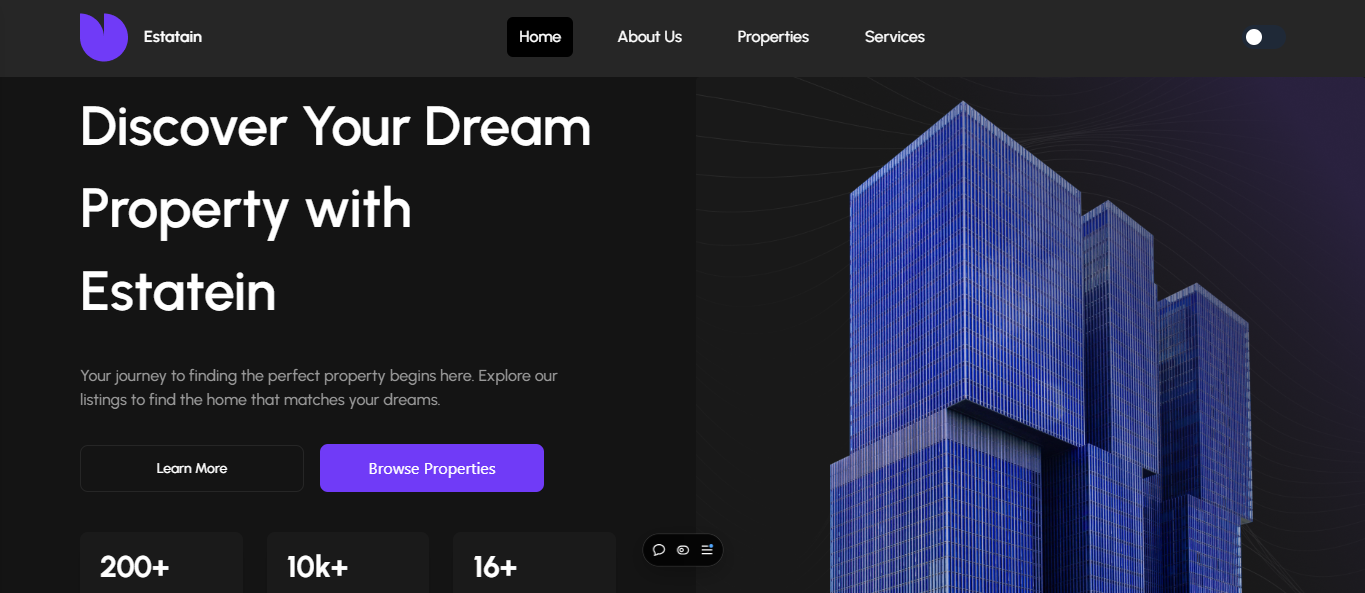 Estatain
Home
About Us
Properties
Services
Discover Your Dream
Property with
Estatein
Your journey to finding the perfect property begins here. Explore our
listings to find the home that matches your dreams.
Learn More
Browse Properties
200+
10k+
16+